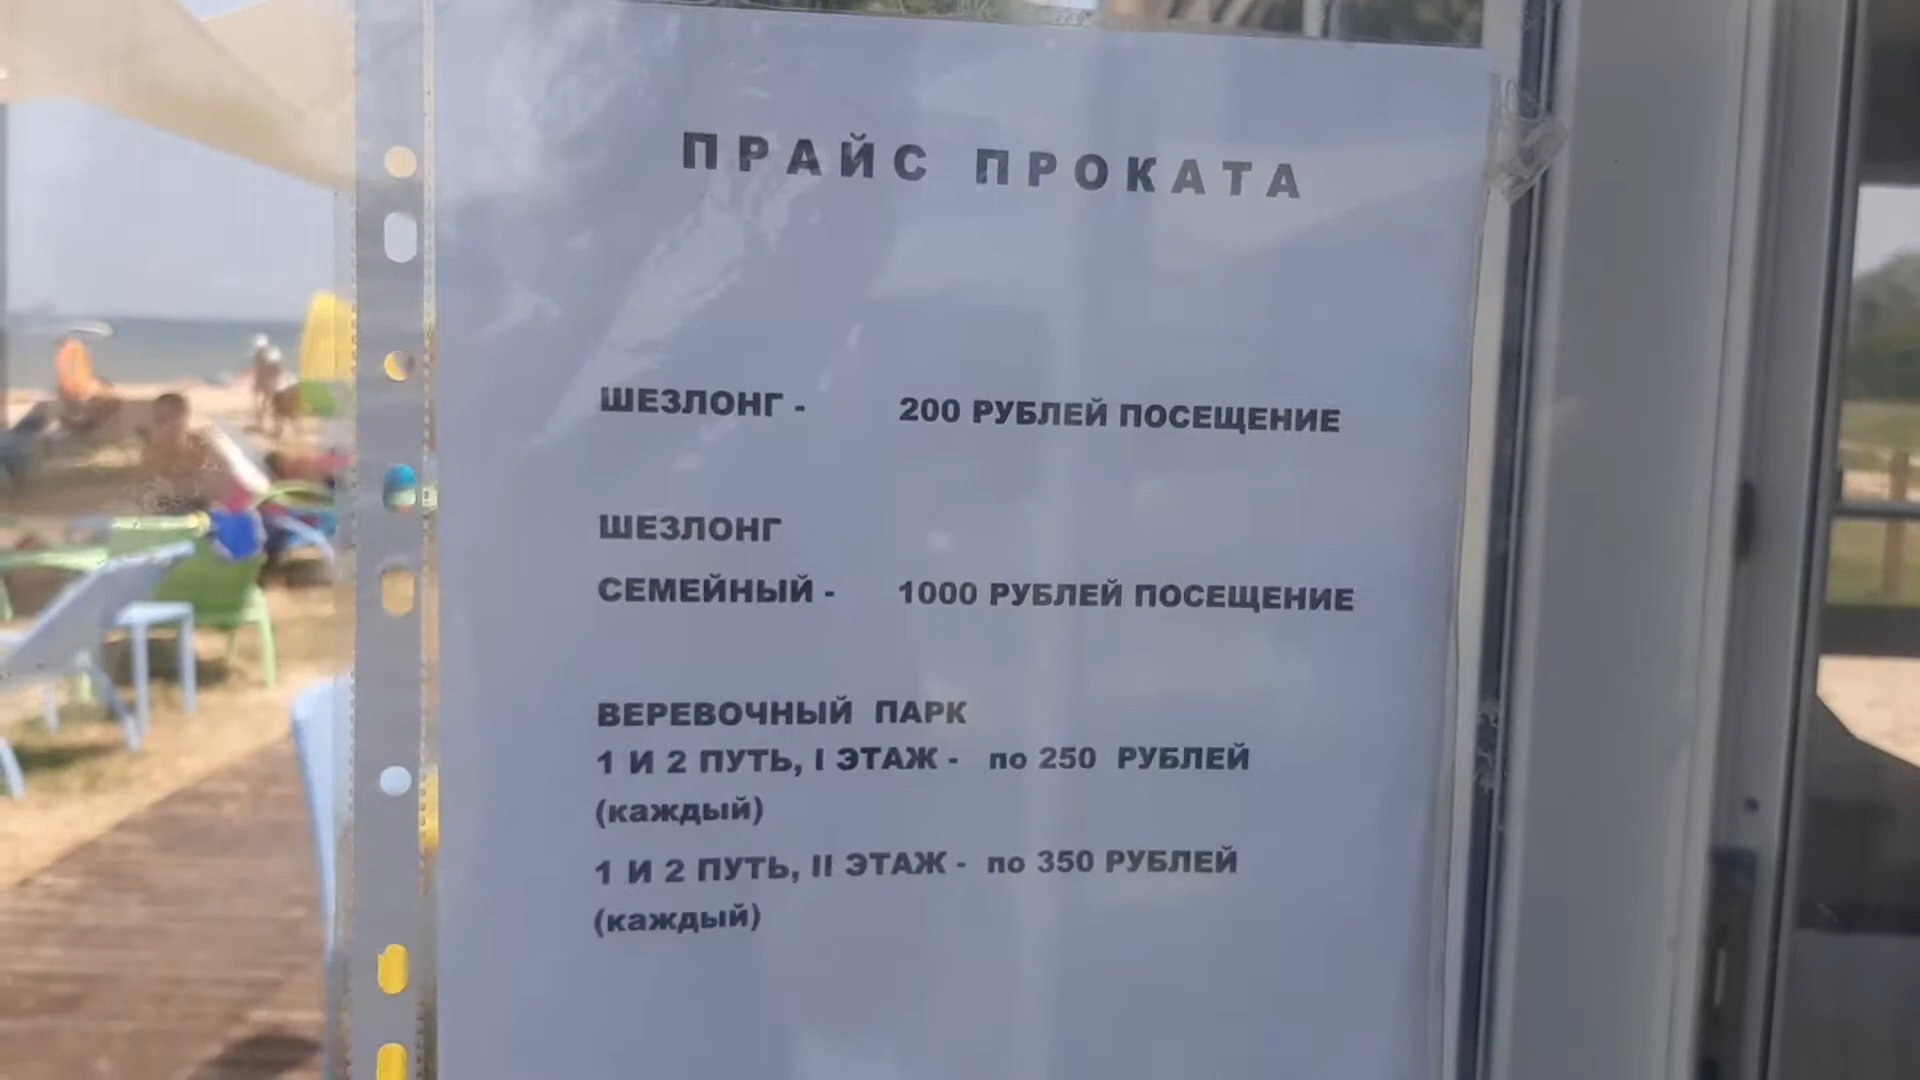 ПРАЙС ПРОКАТА
ШЕЗЛОНГ - 200 РУБЛЕЙ ПОСЕЩЕНИЕ
ШЕЗЛОНГ
СЕМЕЙНЫЙ - 1000 РУБЛЕЙ ПОСЕЩЕНИЕ
ВЕРЕВОЧНЫЙ ПАРК
1 И 2 ПУТЬ, I ЭТАЖ - по 250 РУБЛЕЙ
(каждый)
1 И 2 ПУТЬ, II ЭТАЖ - по 350 РУБЛЕЙ
(каждый)